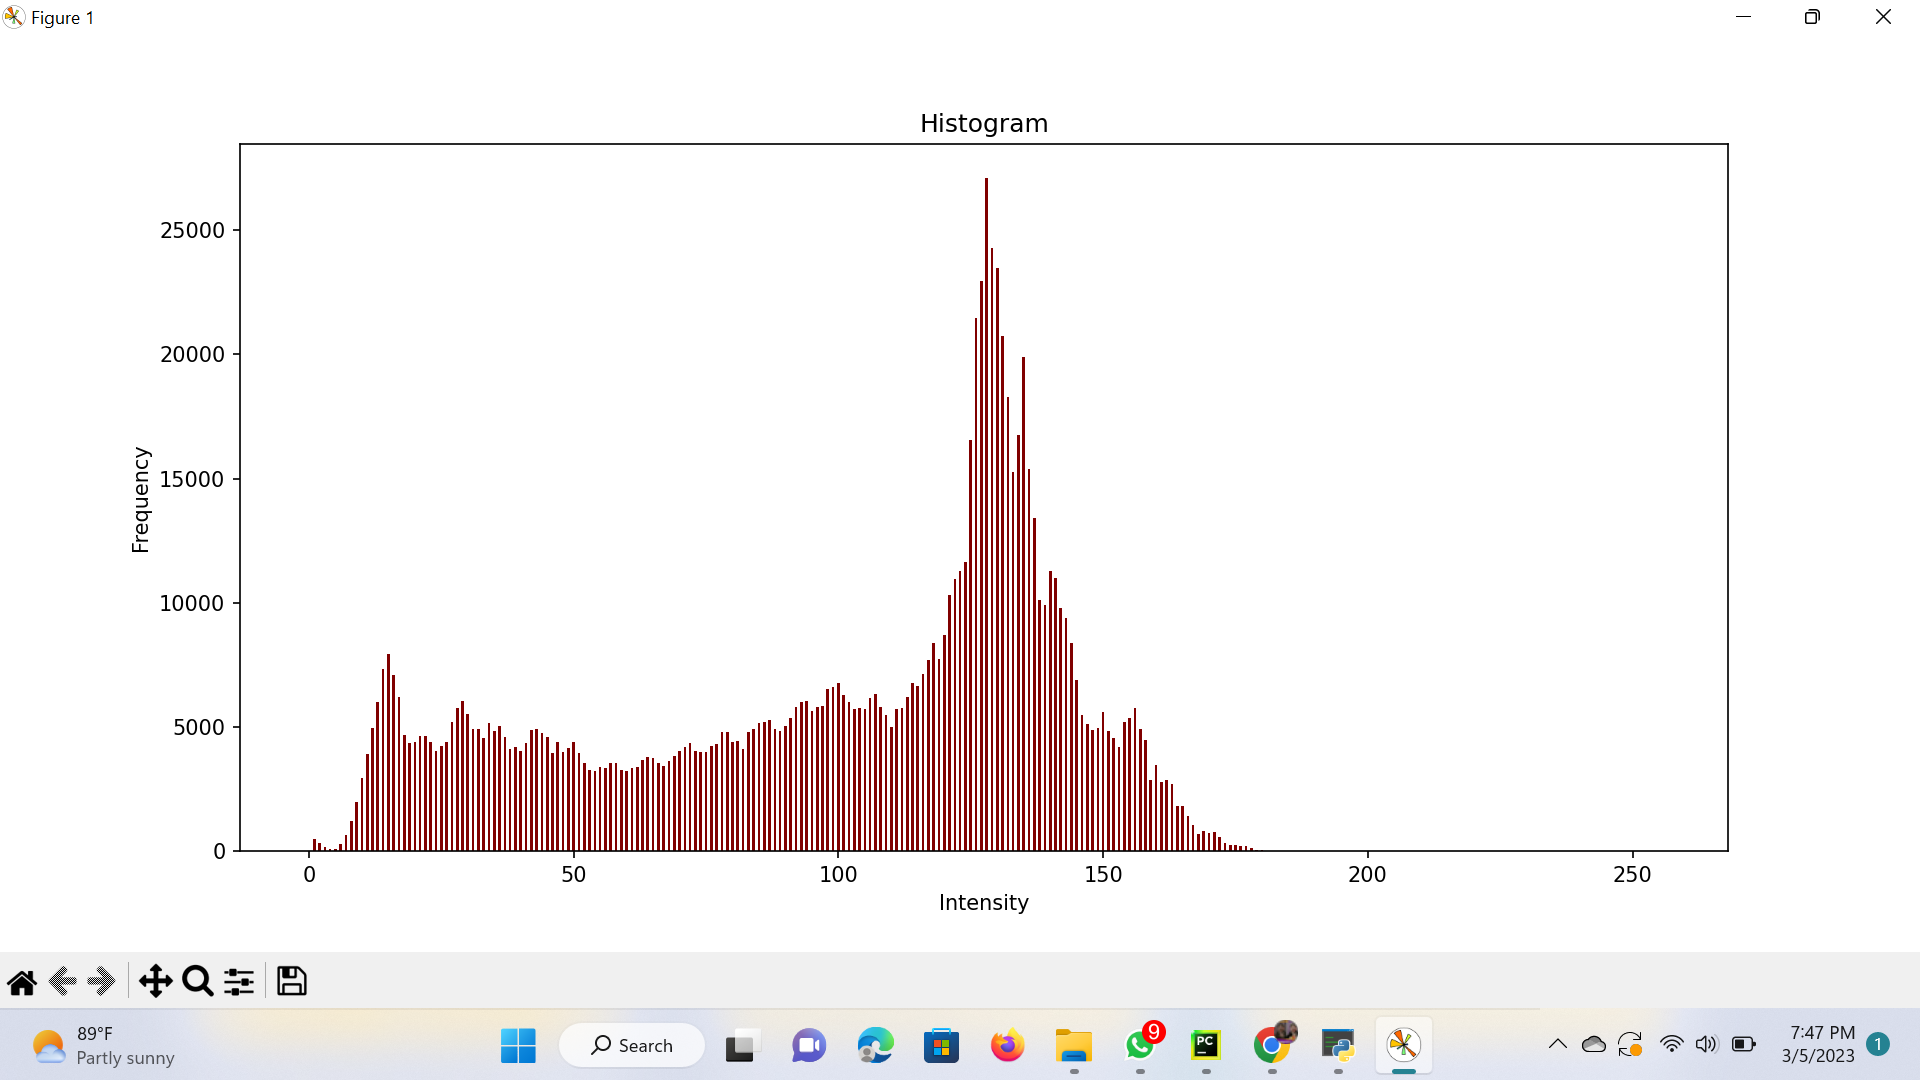 Figure 1
Histogram
25000
20000
15000
10000
5000
0
Frequency
0 50 100 150 200 250
Intensity
89°F
Partly sunny
Search
9
PC
7:47 PM
3/5/2023
1